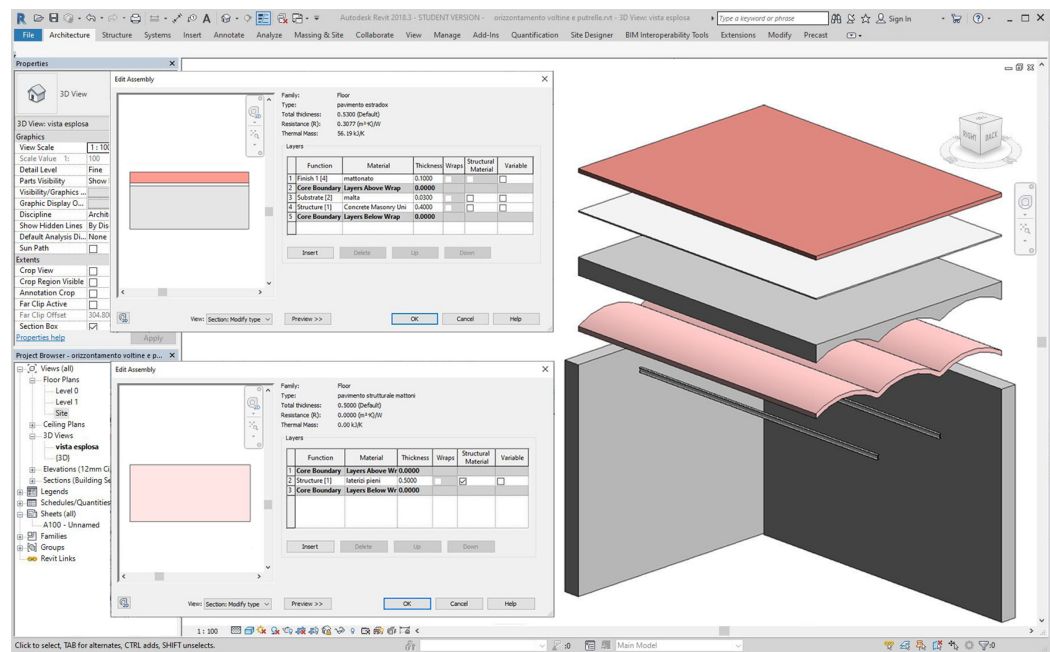 Autodesk Revit 2018.3 - STUDENT VERSION - orizzontamento voltine e putrelle.rvt - 3D View: vista esplosa
Type a keyword or phrase
Sign In
File Architecture Structure Systems Insert Annotate Analyze Massing & Site Collaborate View Manage Add-Ins Quantification Site Designer BIM Interoperability Tools Extensions Modify Precast
Properties
3D View
3D View: vista esplosa
Graphics
View Scale 1 : 100
Scale Value 1: 100
Detail Level Fine
Parts Visibility Show
Visibility/Graphics ...
Graphic Display O...
Discipline Archit
Show Hidden Lines By Dis
Default Analysis Di... None
Sun Path
Extents
Crop View
Crop Region Visible
Annotation Crop
Far Clip Active
Far Clip Offset 304.80
Section Box
Properties help Apply
Project Browser - orizzontamento voltine e p...
Views (all)
Floor Plans
Level 0
Level 1
Site
Ceiling Plans
3D Views
vista esplosa
{3D}
Elevations (12mm Ci
Sections (Building Se
Legends
Schedules/Quantities
Sheets (all)
A100 - Unnamed
Families
Groups
Revit Links
Edit Assembly
Family: Floor
Type: pavimento estradox
Total thickness: 0.5300 (Default)
Resistance (R): 0.3077 (m²·K)/W
Thermal Mass: 56.19 kJ/K
Layers
Function Material Thickness Wraps Structural Material Variable
1 Finish 1 [4] mattonato 0.1000
2 Core Boundary Layers Above Wrap 0.0000
3 Substrate [2] malta 0.0300
4 Structure [1] Concrete Masonry Uni 0.4000
5 Core Boundary Layers Below Wrap 0.0000
Insert Delete Up Down
View: Section: Modify type Preview >> OK Cancel Help
Edit Assembly
Family: Floor
Type: pavimento strutturale mattoni
Total thickness: 0.5000 (Default)
Resistance (R): 0.0000 (m²·K)/W
Thermal Mass: 0.00 kJ/K
Layers
Function Material Thickness Wraps Structural Material Variable
1 Core Boundary Layers Above Wr 0.0000
2 Structure [1] laterizi pieni 0.5000
3 Core Boundary Layers Below Wr 0.0000
Insert Delete Up Down
View: Section: Modify type Preview >> OK Cancel Help
RIGHT BACK
1 : 100
Click to select, TAB for alternates, CTRL adds, SHIFT unselects.
:0 Main Model
:0